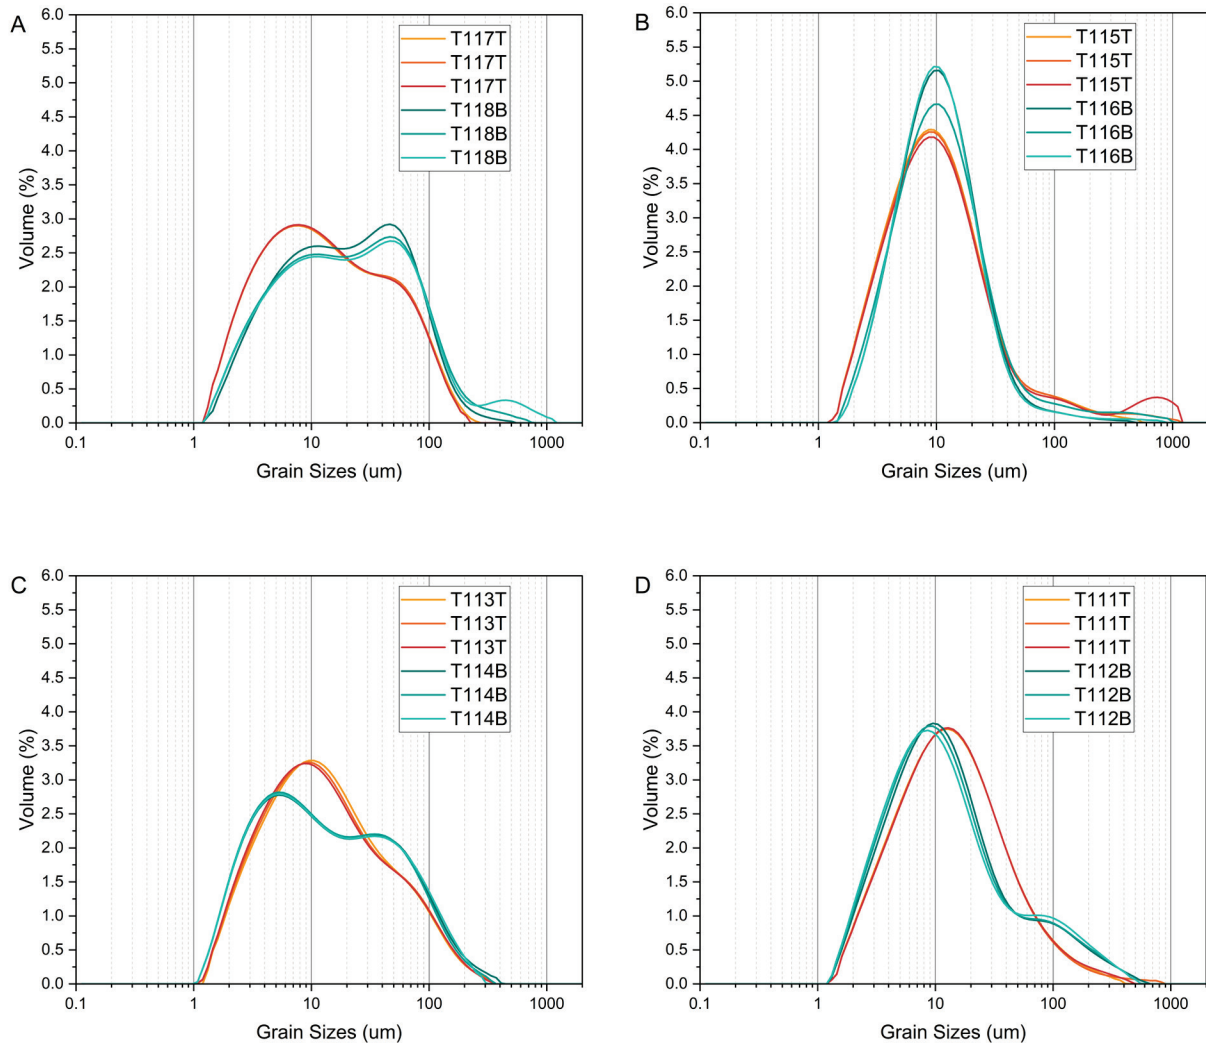 A
6.0
5.5
5.0
4.5
4.0
3.5
3.0
2.5
2.0
1.5
1.0
0.5
0.0
Volume (%)
T117T
T117T
T117T
T118B
T118B
T118B
0.1
1
10
100
1000
Grain Sizes (um)
B
6.0
5.5
5.0
4.5
4.0
3.5
3.0
2.5
2.0
1.5
1.0
0.5
0.0
Volume (%)
T115T
T115T
T115T
T116B
T116B
T116B
0.1
1
10
100
1000
Grain Sizes (um)
C
6.0
5.5
5.0
4.5
4.0
3.5
3.0
2.5
2.0
1.5
1.0
0.5
0.0
Volume (%)
T113T
T113T
T113T
T114B
T114B
T114B
0.1
1
10
100
1000
Grain Sizes (um)
D
6.0
5.5
5.0
4.5
4.0
3.5
3.0
2.5
2.0
1.5
1.0
0.5
0.0
Volume (%)
T111T
T111T
T111T
T112B
T112B
T112B
0.1
1
10
100
1000
Grain Sizes (um)